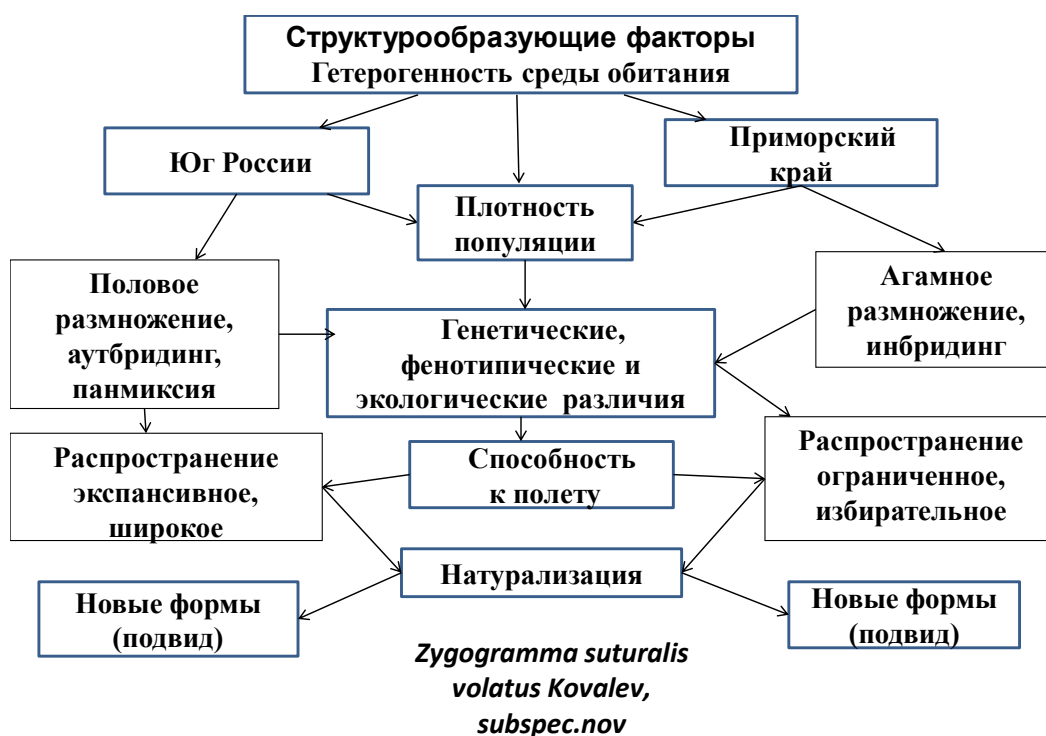 Структурообразующие факторы
Гетерогенность среды обитания
Юг России
Приморский
край
Плотность
популяции
Половое
размножение,
аутбридинг,
панмиксия
Генетические,
фенотипические и
экологические различия
Агамное
размножение,
инбридинг
Распространение
экспансивное,
широкое
Способность
к полету
Распространение
ограниченное,
избирательное
Натурализация
Новые формы
(подвид)
Новые формы
(подвид)
Zygogramma suturalis
volatus Kovalev,
subspec.nov